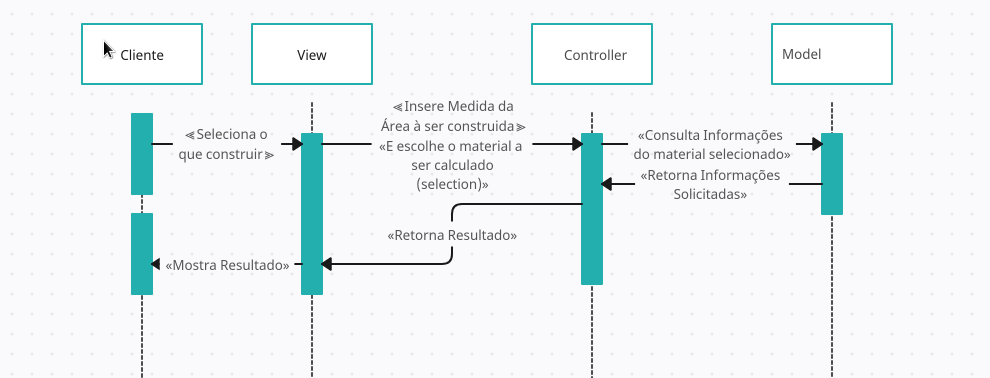 Cliente
View
Controller
Model
⪡Seleciona o
que construir⪢
⪡Insere Medida da
Área à ser construida⪢
«E escolhe o material a
ser calculado
(selection)»
«Consulta Informações
do material selecionado»
«Retorna Informações
Solicitadas»
«Retorna Resultado»
«Mostra Resultado»